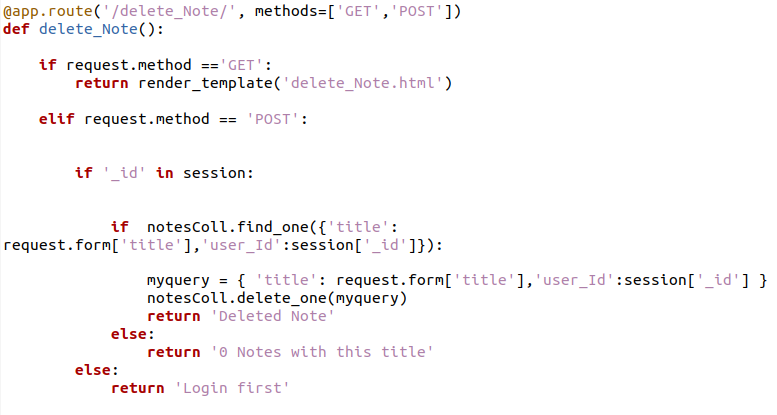 @app.route('/delete_Note/', methods=['GET','POST'])
def delete_Note():
    if request.method =='GET':
        return render_template('delete_Note.html')
    elif request.method == 'POST':
        if '_id' in session:
            if  notesColl.find_one({'title':
request.form['title'],'user_Id':session['_id']}):
                myquery = { 'title': request.form['title'],'user_Id':session['_id'] }
                notesColl.delete_one(myquery)
                return 'Deleted Note'
            else:
                return '0 Notes with this title'
        else:
            return 'Login first'